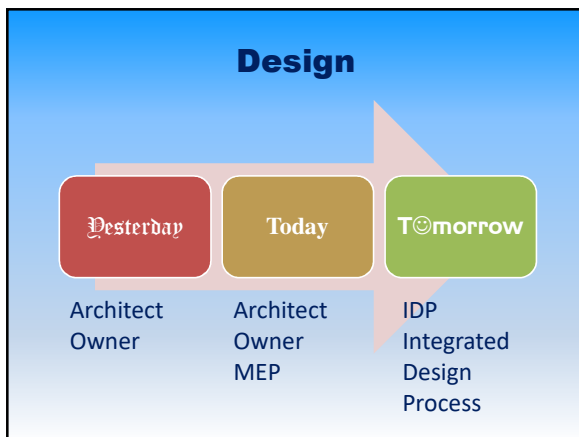 Design
Yesterday
Today
T☺morrow
Architect
Owner
Architect
Owner
MEP
IDP
Integrated
Design
Process